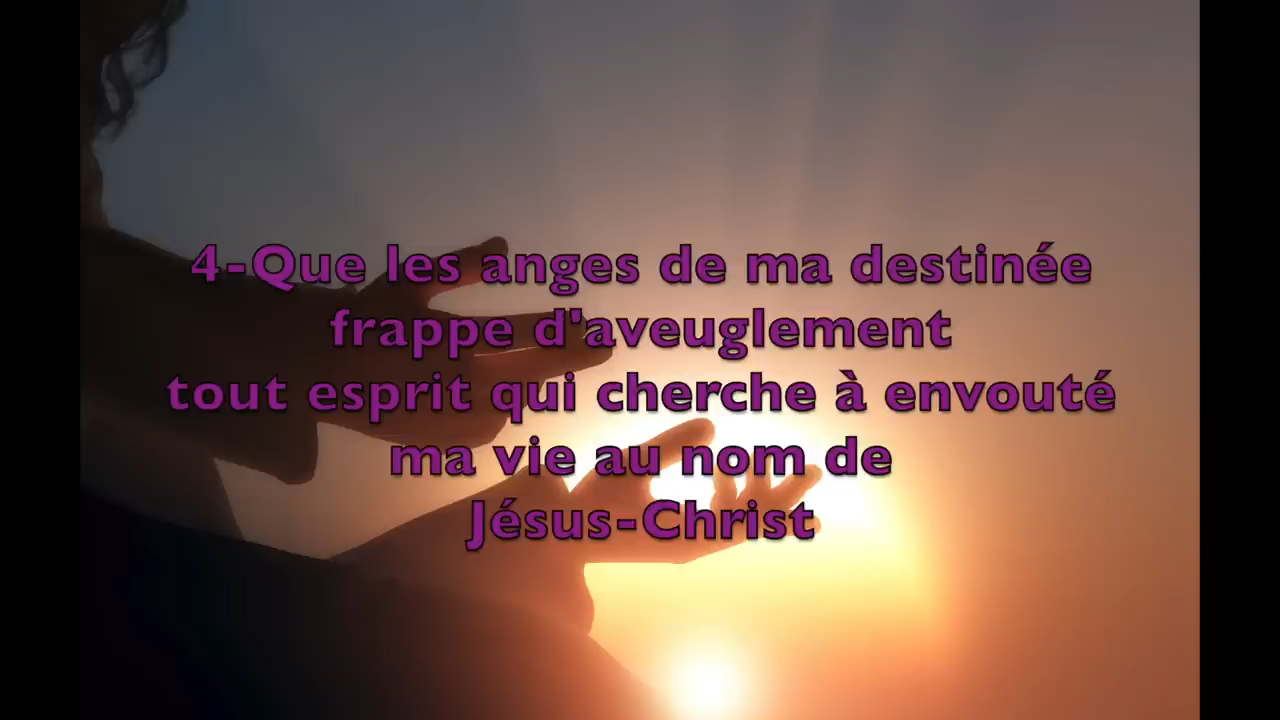 4-Que les anges de ma destinée
frappe d'aveuglement
tout esprit qui cherche à envouté
ma vie au nom de
Jésus-Christ